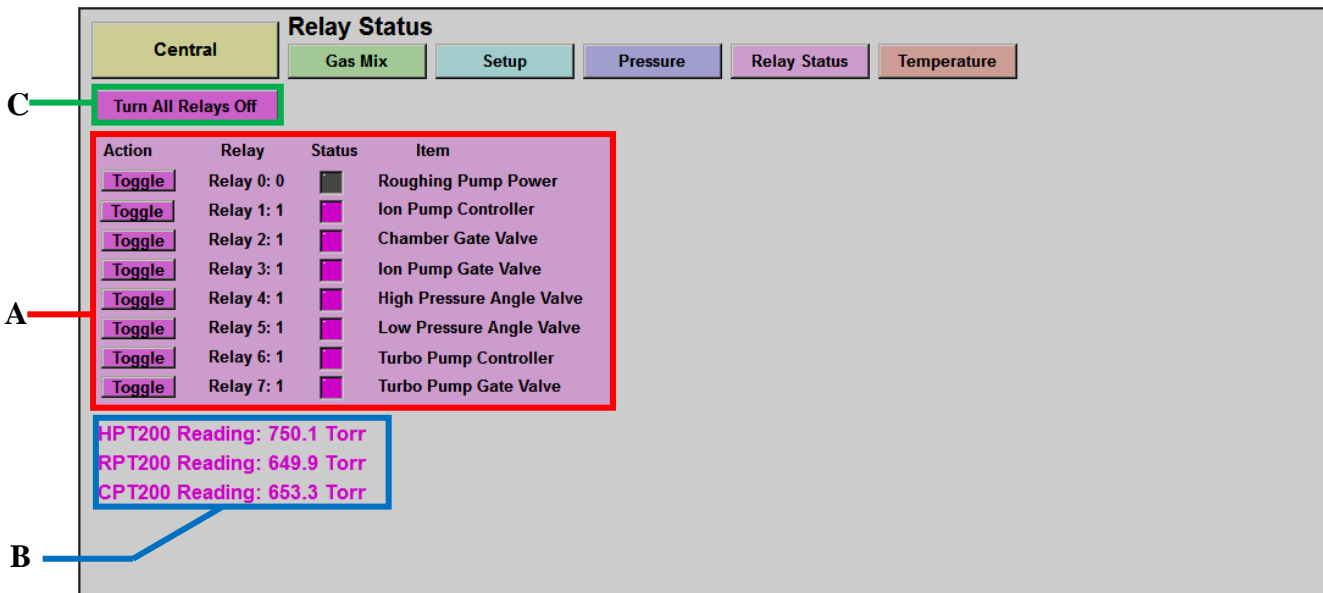 Relay Status
Central
Gas Mix Setup Pressure Relay Status Temperature
C
Turn All Relays Off
Action Relay Status Item
Toggle Relay 0: 0 Roughing Pump Power
Toggle Relay 1: 1 Ion Pump Controller
Toggle Relay 2: 1 Chamber Gate Valve
Toggle Relay 3: 1 Ion Pump Gate Valve
Toggle Relay 4: 1 High Pressure Angle Valve
A
Toggle Relay 5: 1 Low Pressure Angle Valve
Toggle Relay 6: 1 Turbo Pump Controller
Toggle Relay 7: 1 Turbo Pump Gate Valve
HPT200 Reading: 750.1 Torr
RPT200 Reading: 649.9 Torr
CPT200 Reading: 653.3 Torr
B